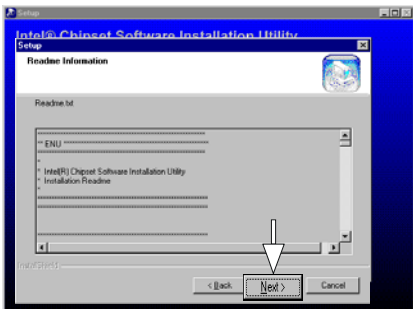 Setup
Intel® Chipset Software Installation Utility
Setup
Readme Information
Readme.txt
************************************************************
** ENU ******************************************************
************************************************************
*
* Intel(R) Chipset Software Installation Utility
* Installation Readme
*
************************************************************
************************************************************
InstallShield
< Back
Next >
Cancel